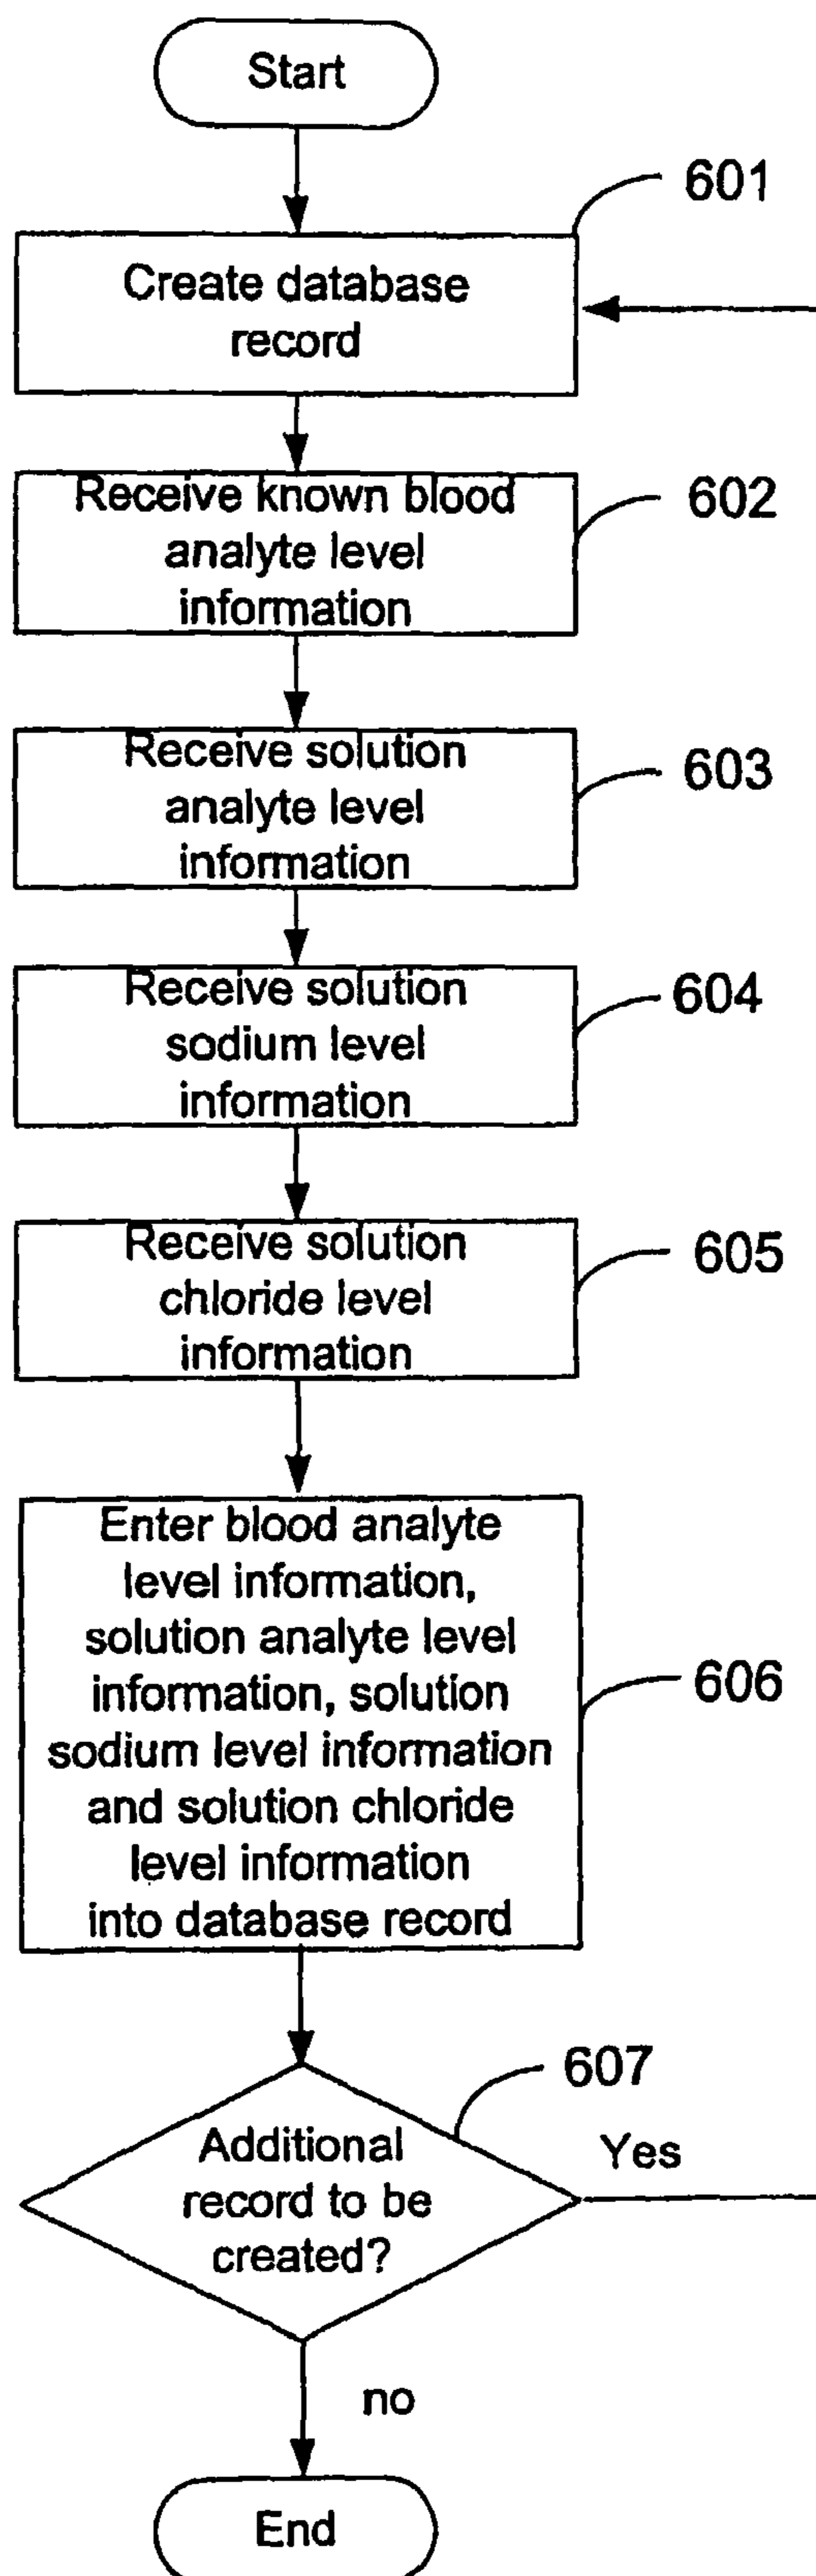 Start
601
Create database
record
Receive known blood
analyte level
information
602
Receive solution
analyte level
information
603
Receive solution
sodium level
information
604
Receive solution
chloride level
information
605
Enter blood analyte
level information,
solution analyte level
information, solution
sodium level information
and solution chloride
level information
into database record
606
607
Additional
record to be
created?
Yes
no
End